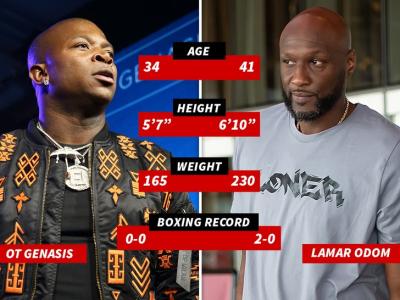 AGE
34 41
HEIGHT
5'7" 6'10"
WEIGHT
165 230
BOXING RECORD
0-0 2-0
OT GENASIS
LAMAR ODOM